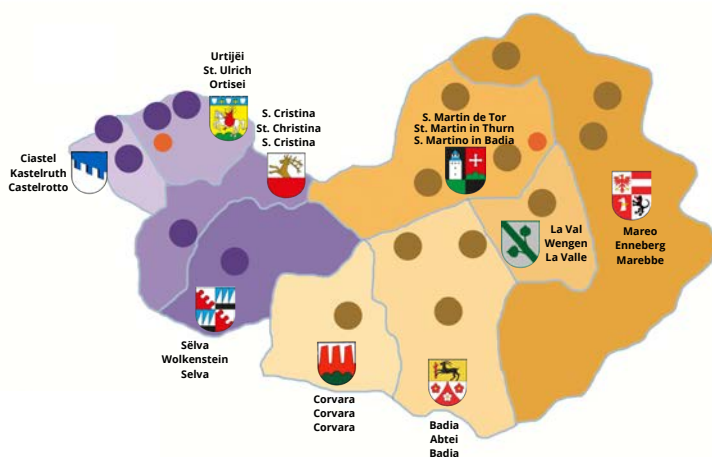 Urtijëi
St. Ulrich
Ortisei
S. Cristina
St. Christina
S. Cristina
Ciastel
Kastelruth
Castelrotto
S. Martin de Tor
St. Martin in Thurn
S. Martino in Badia
La Val
Wengen
La Valle
Mareo
Enneberg
Marebbe
Sëlva
Wolkenstein
Selva
Corvara
Corvara
Corvara
Badia
Abtei
Badia